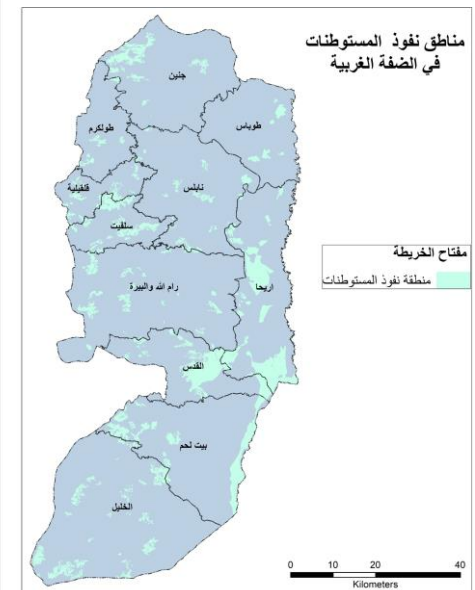 مناطق نفوذ المستوطنات
في الضفة الغربية
جنين
طوباس
طولكرم
نابلس
قلقيلية
سلفيت
اريحا
رام الله والبيرة
القدس
بيت لحم
الخليل
مفتاح الخريطة
منطقة نفوذ المستوطنات
0 10 20 40
Kilometers